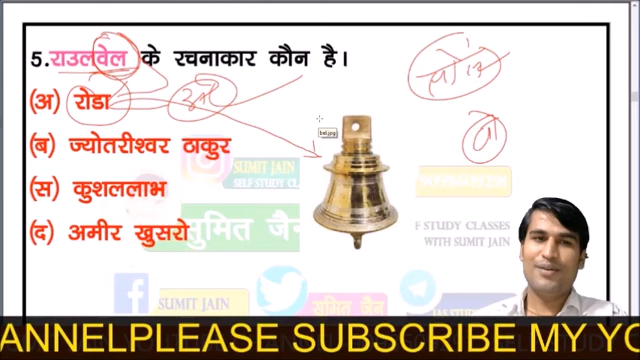 5. राउलवेल के रचनाकार कौन है।
(अ) रोडा
(ब) ज्योतरीश्वर ठाकुर
(स) कुशललाभ
(द) अमीर खुसरो
bel.jpg
SUMIT JAIN
SELF STUDY CLASSES
सुमित जैन
F STUDY CLASSES
WITH SUMIT JAIN
SUMIT JAIN
सुमित जैन
ANNELPLEASE SUBSCRIBE MY YO